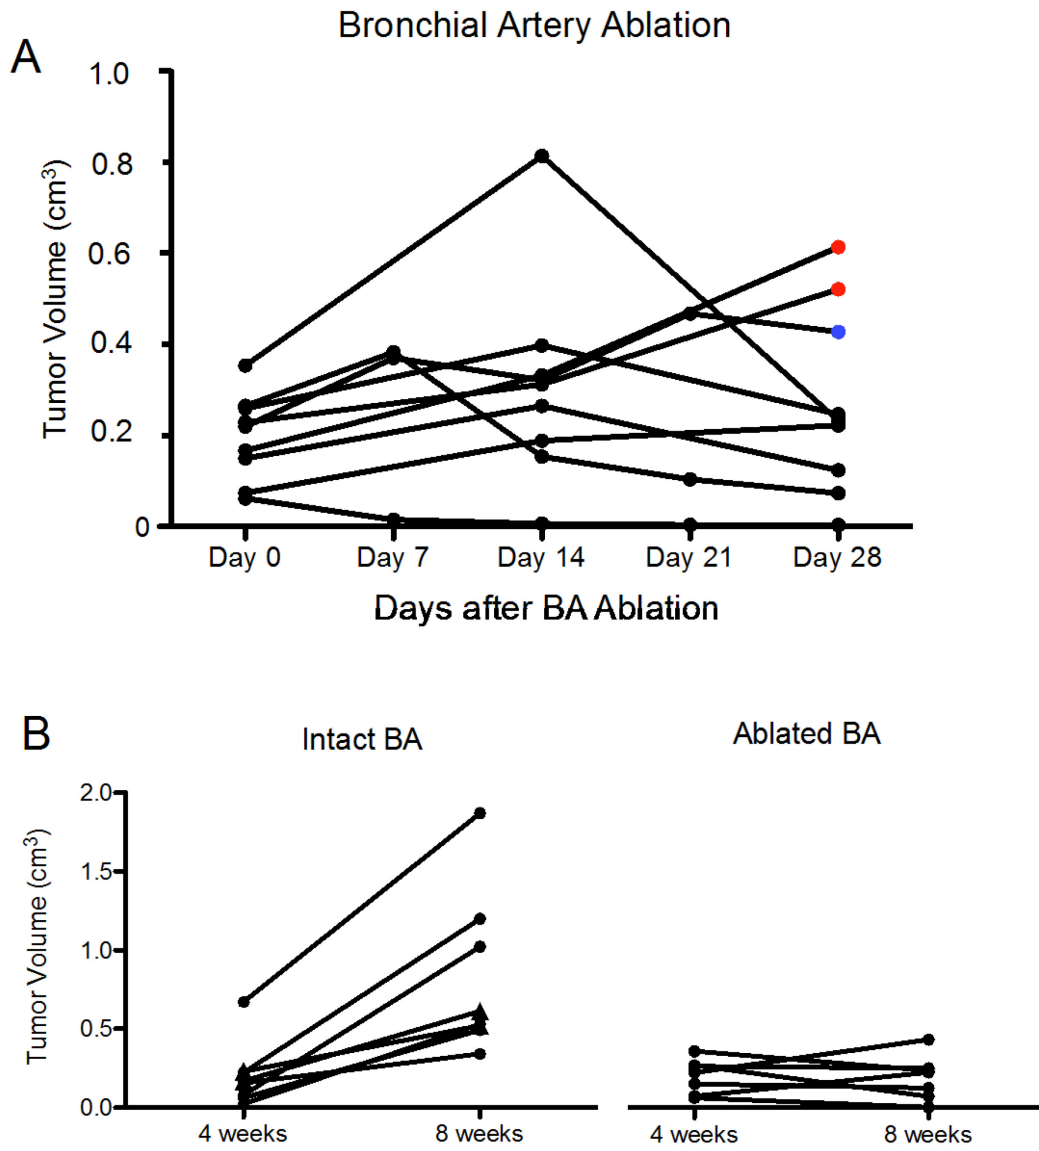 Bronchial Artery Ablation
A
1.0
0.8
0.6
0.4
0.2
0
Tumor Volume (cm³)
Day 0 Day 7 Day 14 Day 21 Day 28
Days after BA Ablation
B
Intact BA
Ablated BA
2.0
1.5
1.0
0.5
0.0
Tumor Volume (cm³)
4 weeks 8 weeks
4 weeks 8 weeks